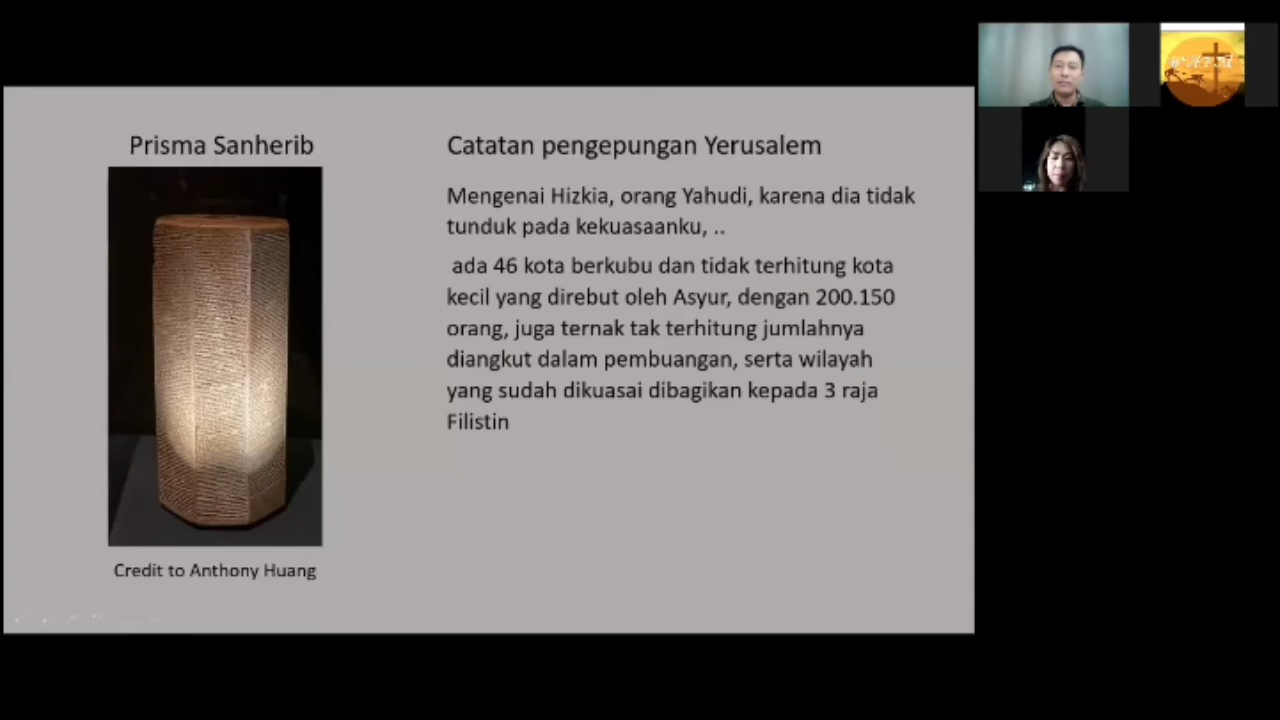 Prisma Sanherib
Credit to Anthony Huang
Catatan pengepungan Yerusalem
Mengenai Hizkia, orang Yahudi, karena dia tidak
tunduk pada kekuasaanku, ..
ada 46 kota berkubu dan tidak terhitung kota
kecil yang direbut oleh Asyur, dengan 200.150
orang, juga ternak tak terhitung jumlahnya
diangkut dalam pembuangan, serta wilayah
yang sudah dikuasai dibagikan kepada 3 raja
Filistin